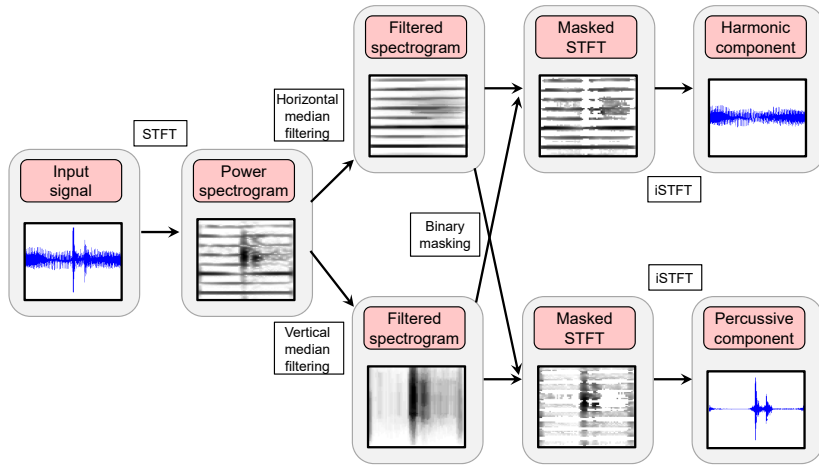 Filtered
spectrogram
Masked
STFT
Harmonic
component
Horizontal
median
filtering
STFT
Input
signal
Power
spectrogram
iSTFT
Binary
masking
iSTFT
Vertical
median
filtering
Filtered
spectrogram
Masked
STFT
Percussive
component